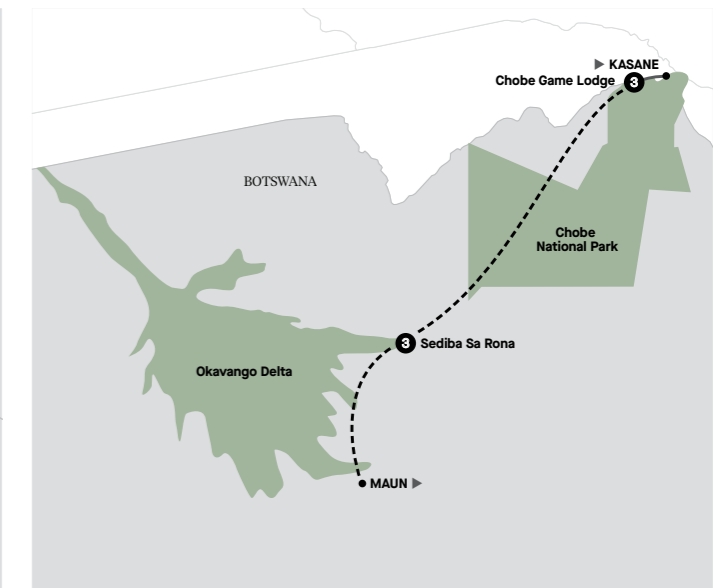 ▶ KASANE
Chobe Game Lodge 3
BOTSWANA
Chobe
National Park
3 Sediba Sa Rona
Okavango Delta
MAUN ▶